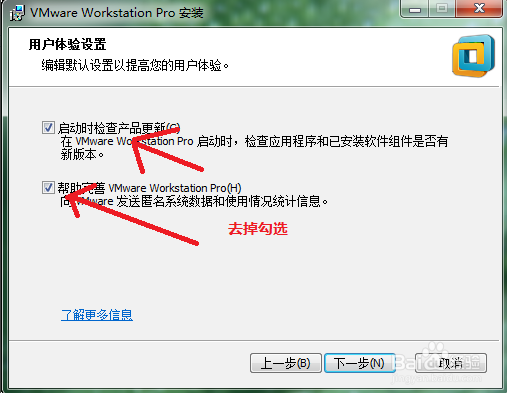 VMware Workstation Pro 安装
用户体验设置
编辑默认设置以提高您的用户体验。
启动时检查产品更新(C)
在 VMware Workstation Pro 启动时，检查应用程序和已安装软件组件是否有
新版本。
帮助完善 VMware Workstation Pro(H)
向 VMware 发送匿名系统数据和使用情况统计信息。
去掉勾选
了解更多信息
上一步(B)
下一步(N)
取消